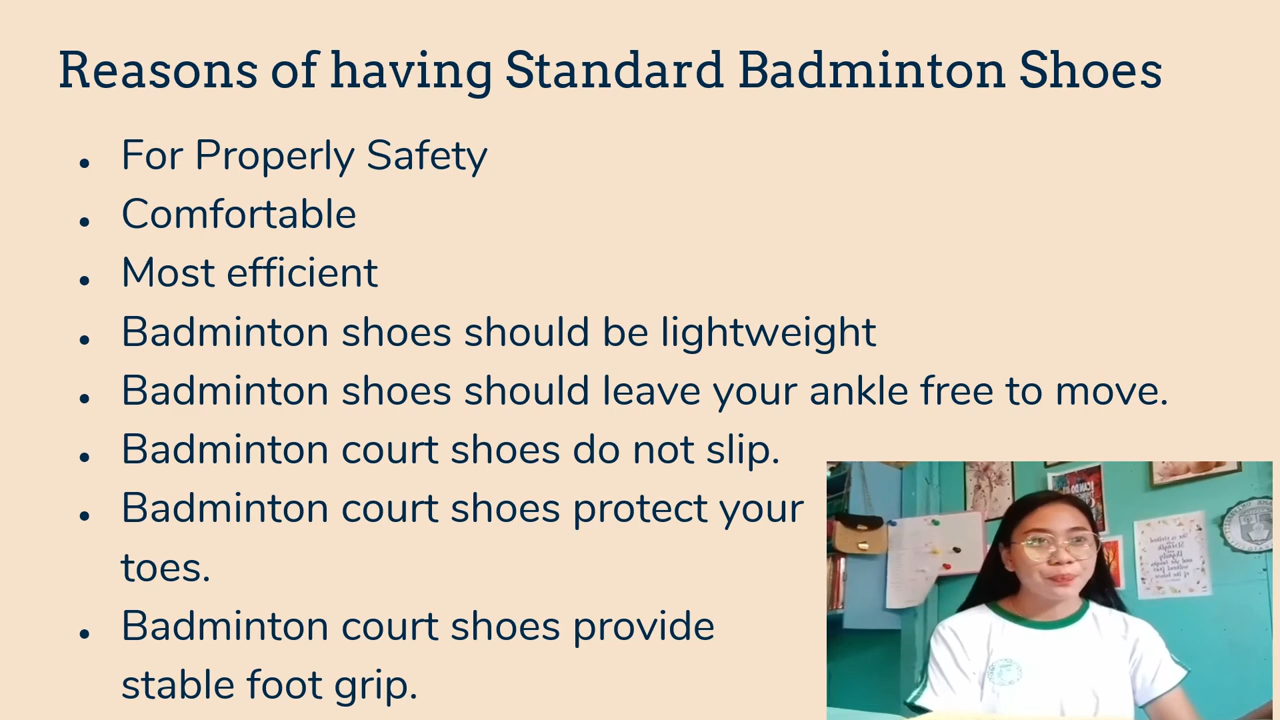 Reasons of having Standard Badminton Shoes
• For Properly Safety
• Comfortable
• Most efficient
• Badminton shoes should be lightweight
• Badminton shoes should leave your ankle free to move.
• Badminton court shoes do not slip.
• Badminton court shoes protect your
toes.
• Badminton court shoes provide
stable foot grip.